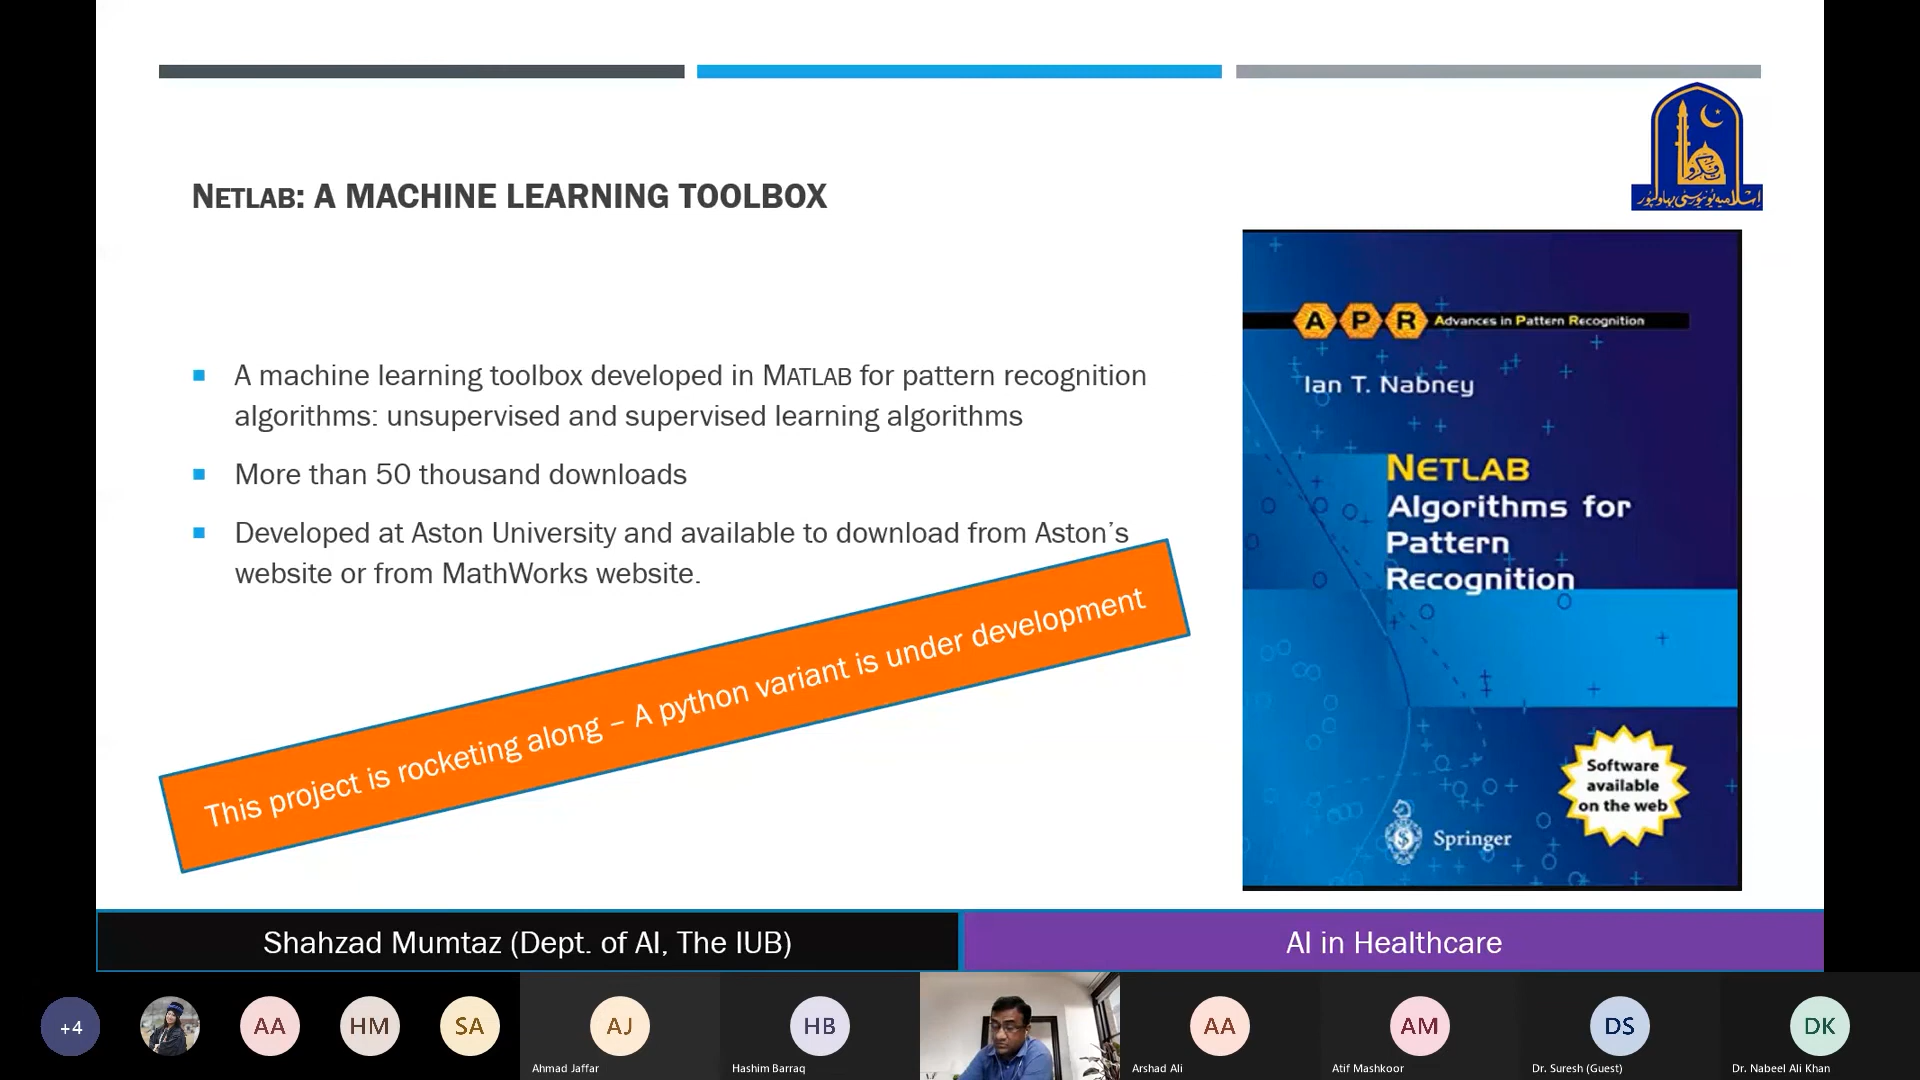 NETLAB: A MACHINE LEARNING TOOLBOX
اسلامیہ یونیورسٹی بہاولپور
A machine learning toolbox developed in MATLAB for pattern recognition
algorithms: unsupervised and supervised learning algorithms
More than 50 thousand downloads
Developed at Aston University and available to download from Aston’s
website or from MathWorks website.
This project is rocketing along – A python variant is under development
APR Advances in Pattern Recognition
Ian T. Nabney
NETLAB
Algorithms for
Pattern
Recognition
Software
available
on the web
Springer
Shahzad Mumtaz (Dept. of AI, The IUB)
AI in Healthcare
+4
AA
HM
SA
AJ
HB
AA
AM
DS
DK
Ahmad Jaffar
Hashim Barraq
Arshad Ali
Atif Mashkoor
Dr. Suresh (Guest)
Dr. Nabeel Ali Khan